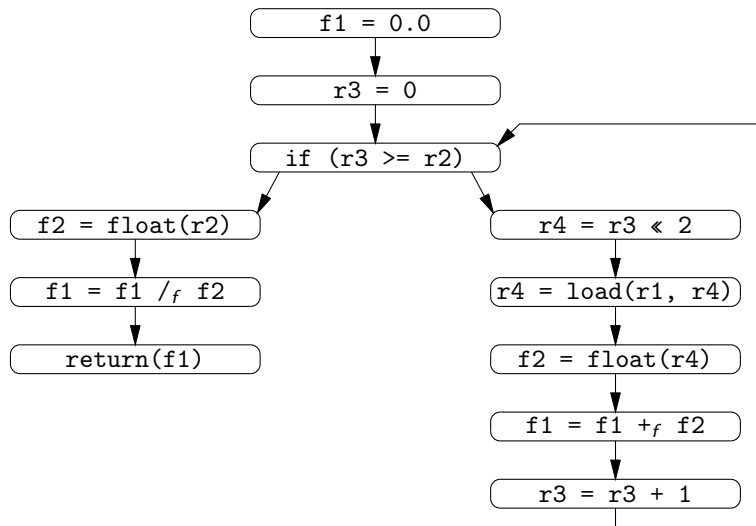 f1 = 0.0
r3 = 0
if (r3 >= r2)
f2 = float(r2)
f1 = f1 /f f2
return(f1)
r4 = r3 « 2
r4 = load(r1, r4)
f2 = float(r4)
f1 = f1 +f f2
r3 = r3 + 1